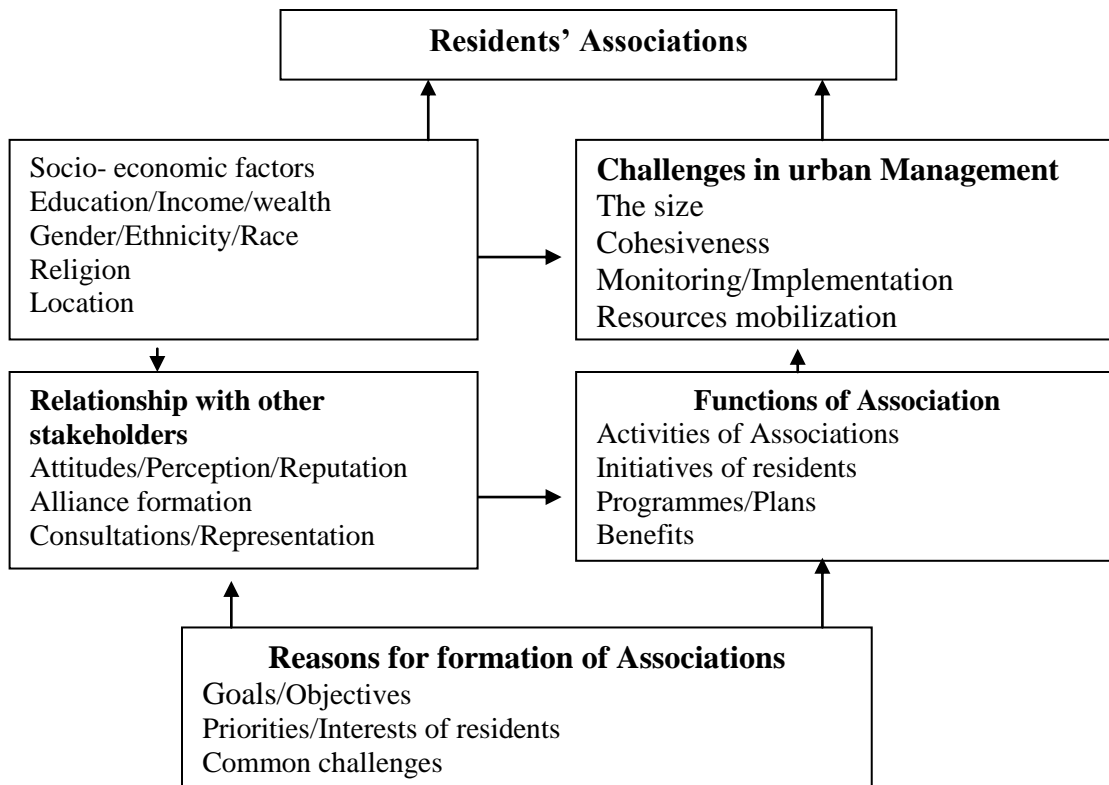 Residents’ Associations
Socio- economic factors
Education/Income/wealth
Gender/Ethnicity/Race
Religion
Location
Challenges in urban Management
The size
Cohesiveness
Monitoring/Implementation
Resources mobilization
Relationship with other
stakeholders
Attitudes/Perception/Reputation
Alliance formation
Consultations/Representation
Functions of Association
Activities of Associations
Initiatives of residents
Programmes/Plans
Benefits
Reasons for formation of Associations
Goals/Objectives
Priorities/Interests of residents
Common challenges